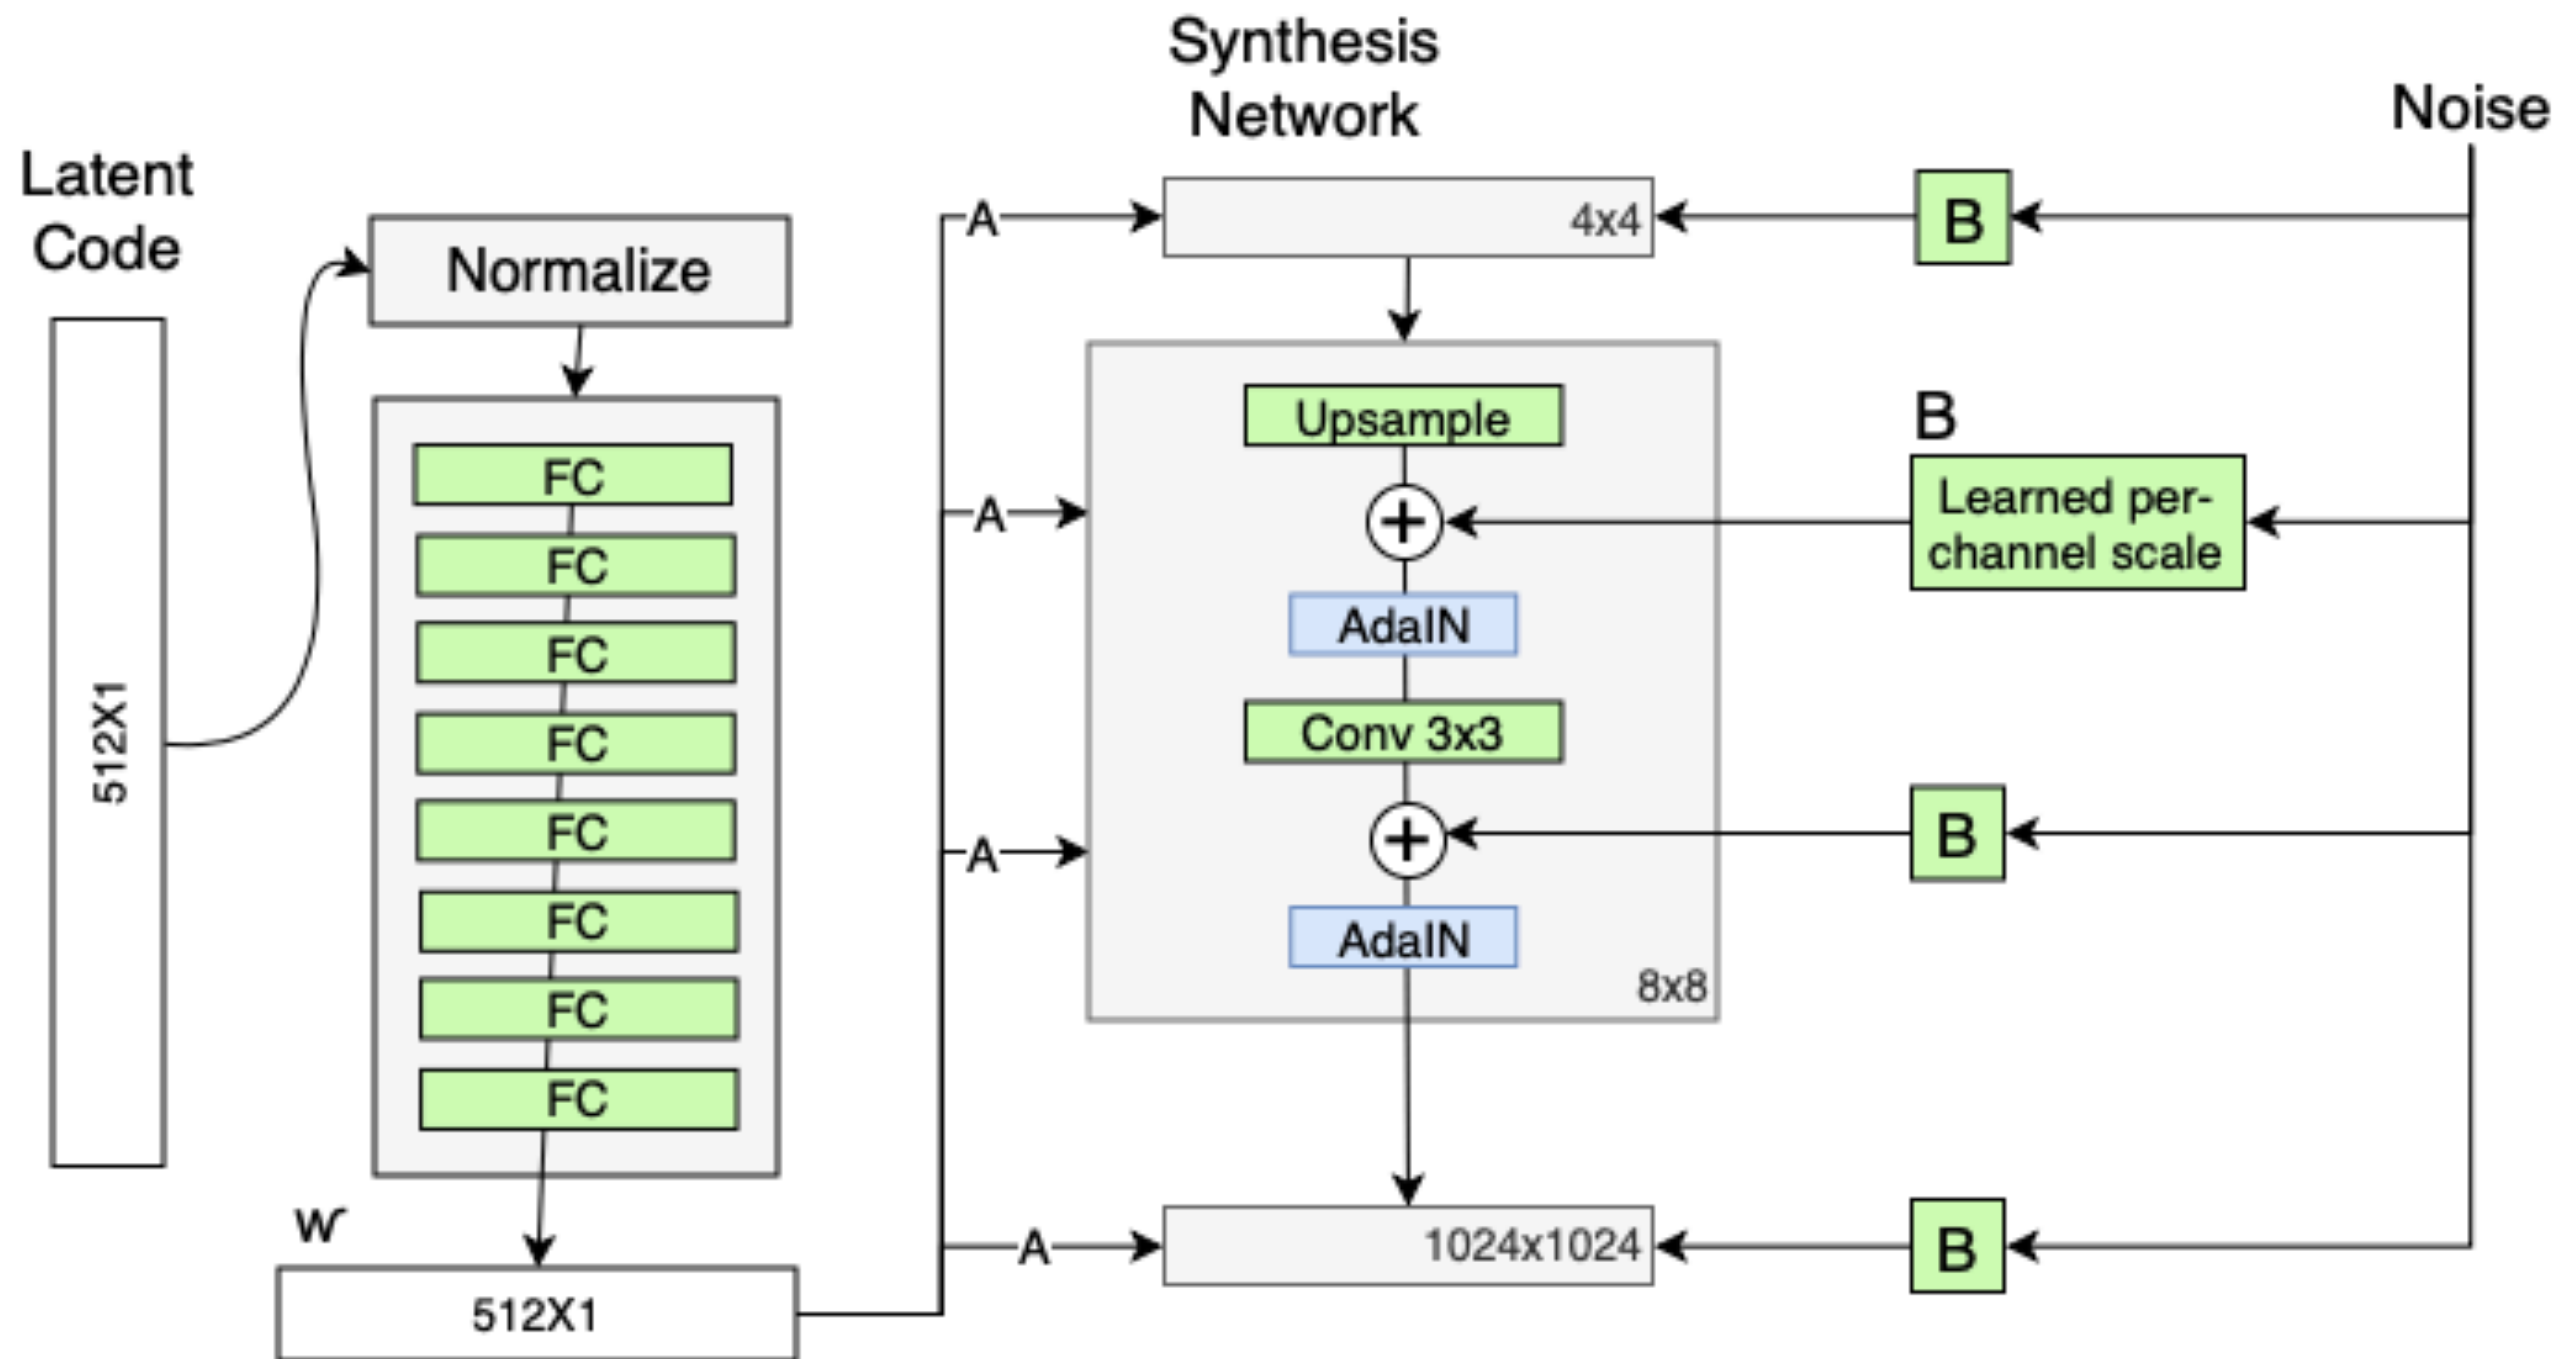 Latent
Code
512X1
Normalize
FC
FC
FC
FC
FC
FC
FC
FC
w
512X1
Synthesis
Network
A
4x4
B
Noise
A
Upsample
+
B
Learned per-
channel scale
AdaIN
Conv 3x3
A
+
B
AdaIN
8x8
A
1024x1024
B